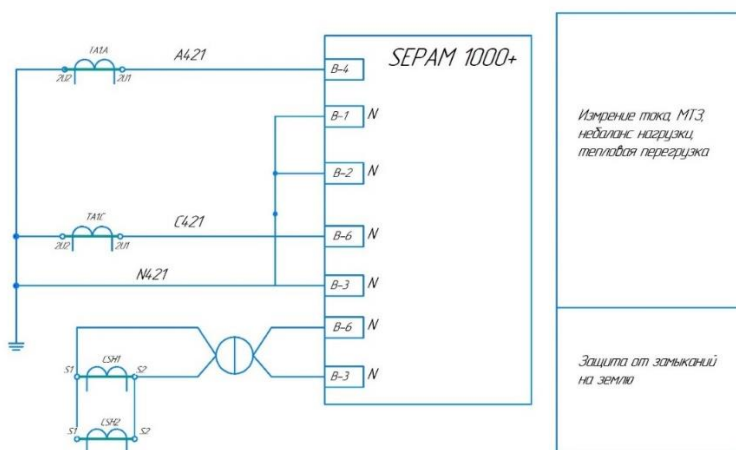 SEPAM 1000+
TA1A
A421
2U2
2U1
B-4
B-1
N
B-2
N
TA1C
C421
2U2
2U1
B-6
N
N421
B-3
N
B-6
N
S1
CSH1
S2
B-3
N
S1
CSH2
S2
Измрение тока, МТЗ,
небаланс нагрузки,
тепловая перегрузка
Защита от замыканий
на землю